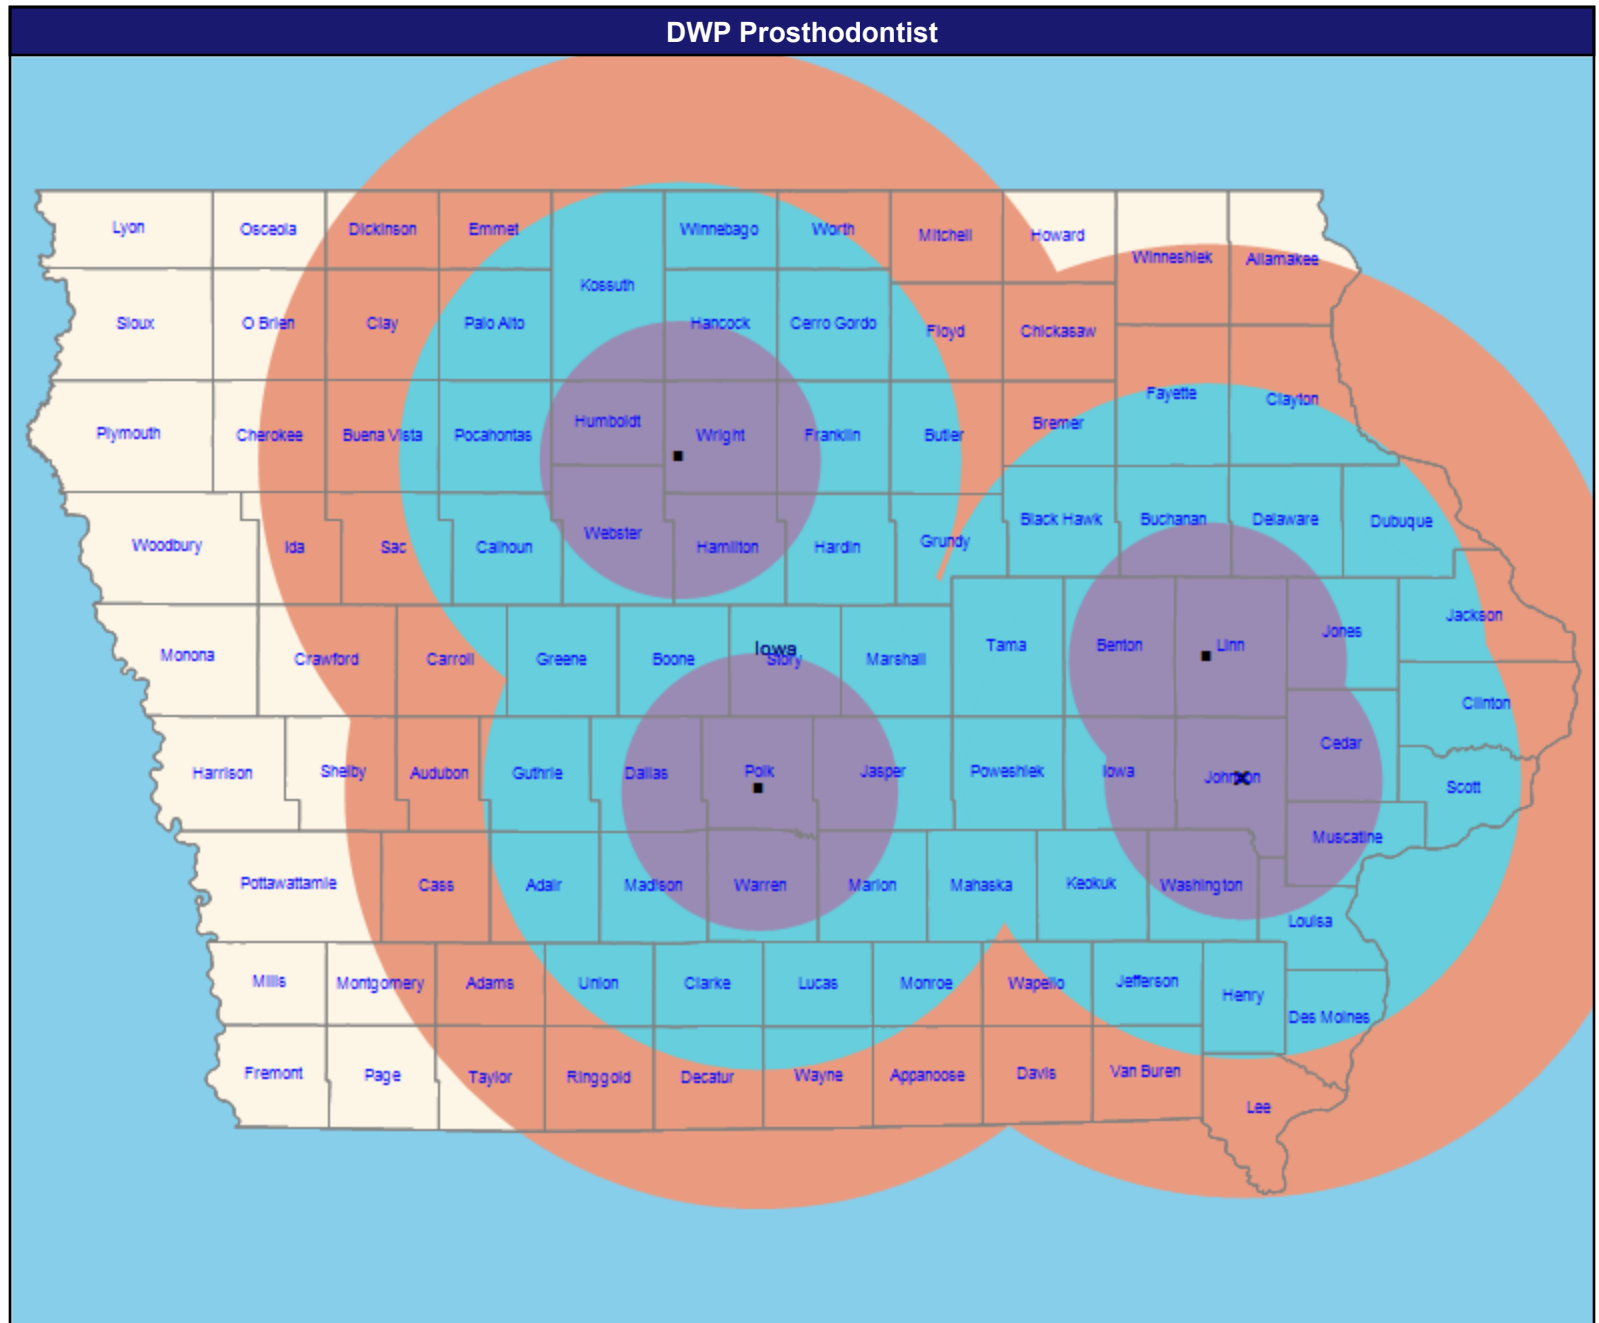 DWP Prosthodontist
Lyon
Osceola
Dickinson
Emmet
Winnebago
Worth
Mitchell
Howard
Winneshiek
Allamakee
Kossuth
Sioux
O Brien
Clay
Palo Alto
Hancock
Cerro Gordo
Floyd
Chickasaw
Fayette
Clayton
Plymouth
Cherokee
Buena Vista
Pocahontas
Humboldt
Wright
Franklin
Butler
Bremer
Woodbury
Ida
Sac
Calhoun
Webster
Hamilton
Hardin
Grundy
Black Hawk
Buchanan
Delaware
Dubuque
Monona
Crawford
Carroll
Greene
Boone
Iowa
Story
Marshall
Tama
Benton
Linn
Jones
Jackson
Clinton
Harrison
Shelby
Audubon
Guthrie
Dallas
Polk
Jasper
Poweshiek
Iowa
Johnson
Cedar
Scott
Muscatine
Pottawattamie
Cass
Adair
Madison
Warren
Marion
Mahaska
Keokuk
Washington
Louisa
Mills
Montgomery
Adams
Union
Clarke
Lucas
Monroe
Wapello
Jefferson
Henry
Des Moines
Fremont
Page
Taylor
Ringgold
Decatur
Wayne
Appanoose
Davis
Van Buren
Lee